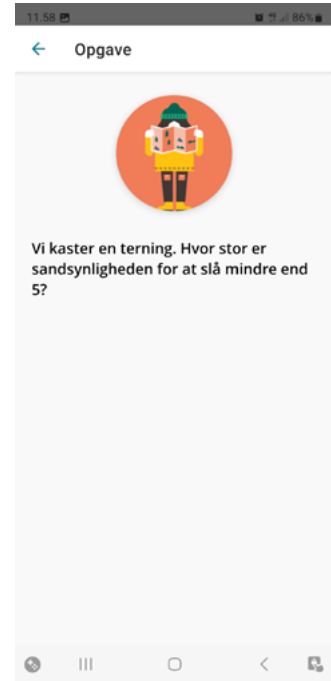 11.58 86%
Opgave
Vi kaster en terning. Hvor stor er
sandsynligheden for at slå mindre end
5?